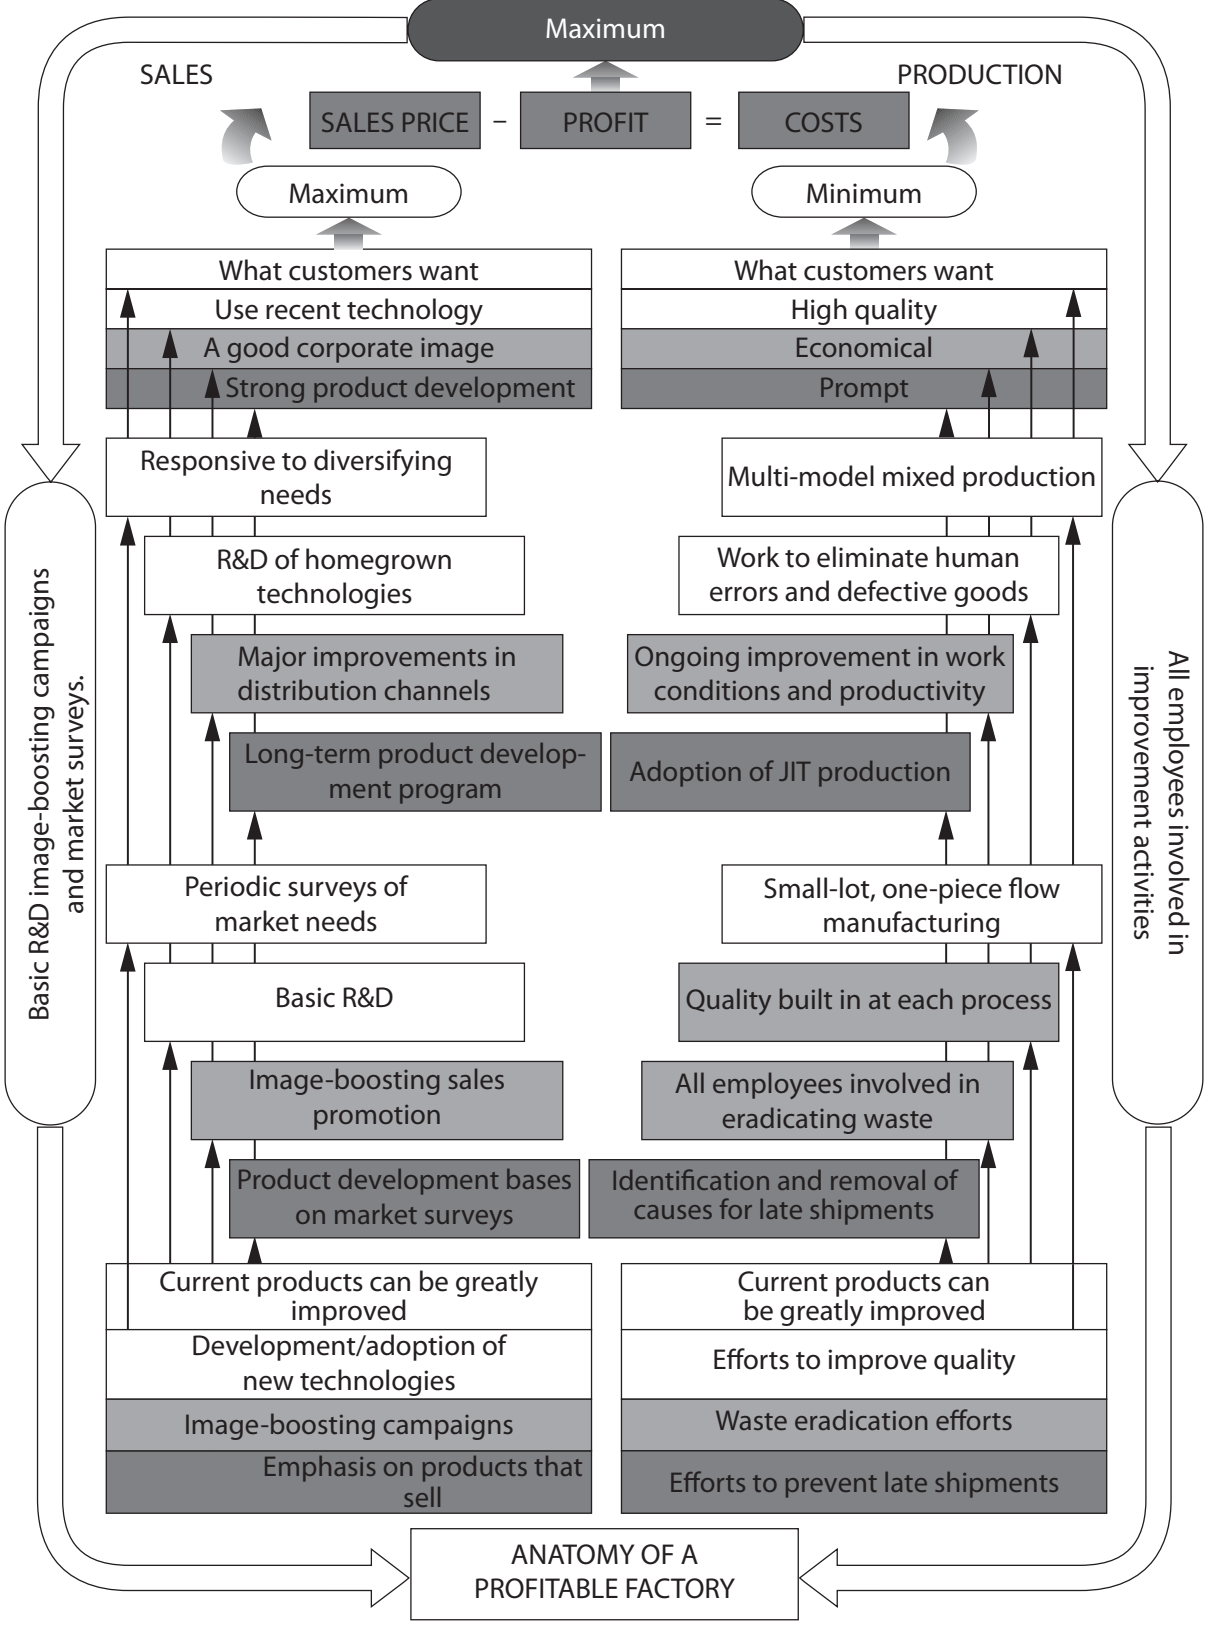 Maximum
SALES
PRODUCTION
SALES PRICE – PROFIT = COSTS
Maximum
Minimum
What customers want
Use recent technology
A good corporate image
Strong product development
What customers want
High quality
Economical
Prompt
Responsive to diversifying
needs
R&D of homegrown
technologies
Major improvements in
distribution channels
Long-term product develop-
ment program
Multi-model mixed production
Work to eliminate human
errors and defective goods
Ongoing improvement in work
conditions and productivity
Adoption of JIT production
Basic R&D image-boosting campaigns
and market surveys.
All employees involved in
improvement activities
Periodic surveys of
market needs
Basic R&D
Image-boosting sales
promotion
Product development bases
on market surveys
Small-lot, one-piece flow
manufacturing
Quality built in at each process
All employees involved in
eradicating waste
Identification and removal of
causes for late shipments
Current products can be greatly
improved
Development/adoption of
new technologies
Image-boosting campaigns
Emphasis on products that
sell
Current products can
be greatly improved
Efforts to improve quality
Waste eradication efforts
Efforts to prevent late shipments
ANATOMY OF A
PROFITABLE FACTORY